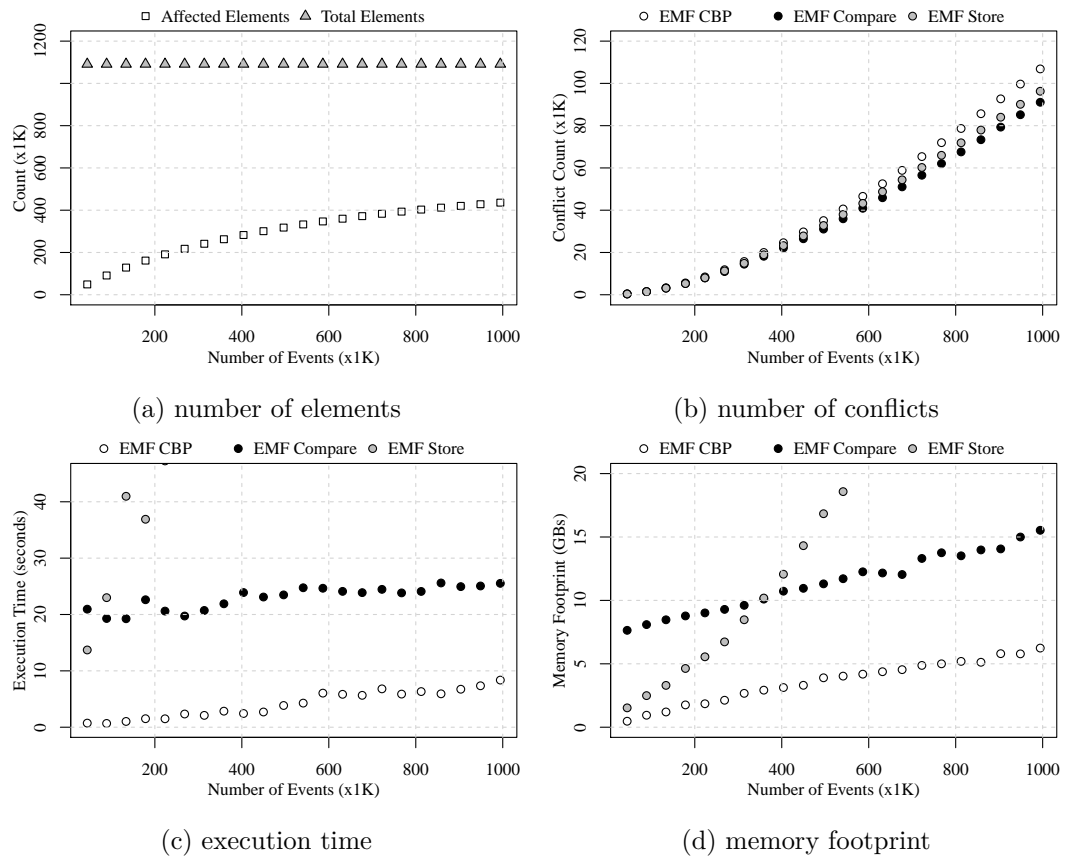 Affected Elements Total Elements
Count (x1K)
0 200 400 600 800 1200
200 400 600 800 1000
Number of Events (x1K)
(a) number of elements
EMF CBP EMF Compare EMF Store
Conflict Count (x1K)
0 20 40 60 80 100 120
200 400 600 800 1000
Number of Events (x1K)
(b) number of conflicts
EMF CBP EMF Compare EMF Store
Execution Time (seconds)
0 10 20 30 40
200 400 600 800 1000
Number of Events (x1K)
(c) execution time
EMF CBP EMF Compare EMF Store
Memory Footprint (GBs)
0 5 10 15 20
200 400 600 800 1000
Number of Events (x1K)
(d) memory footprint